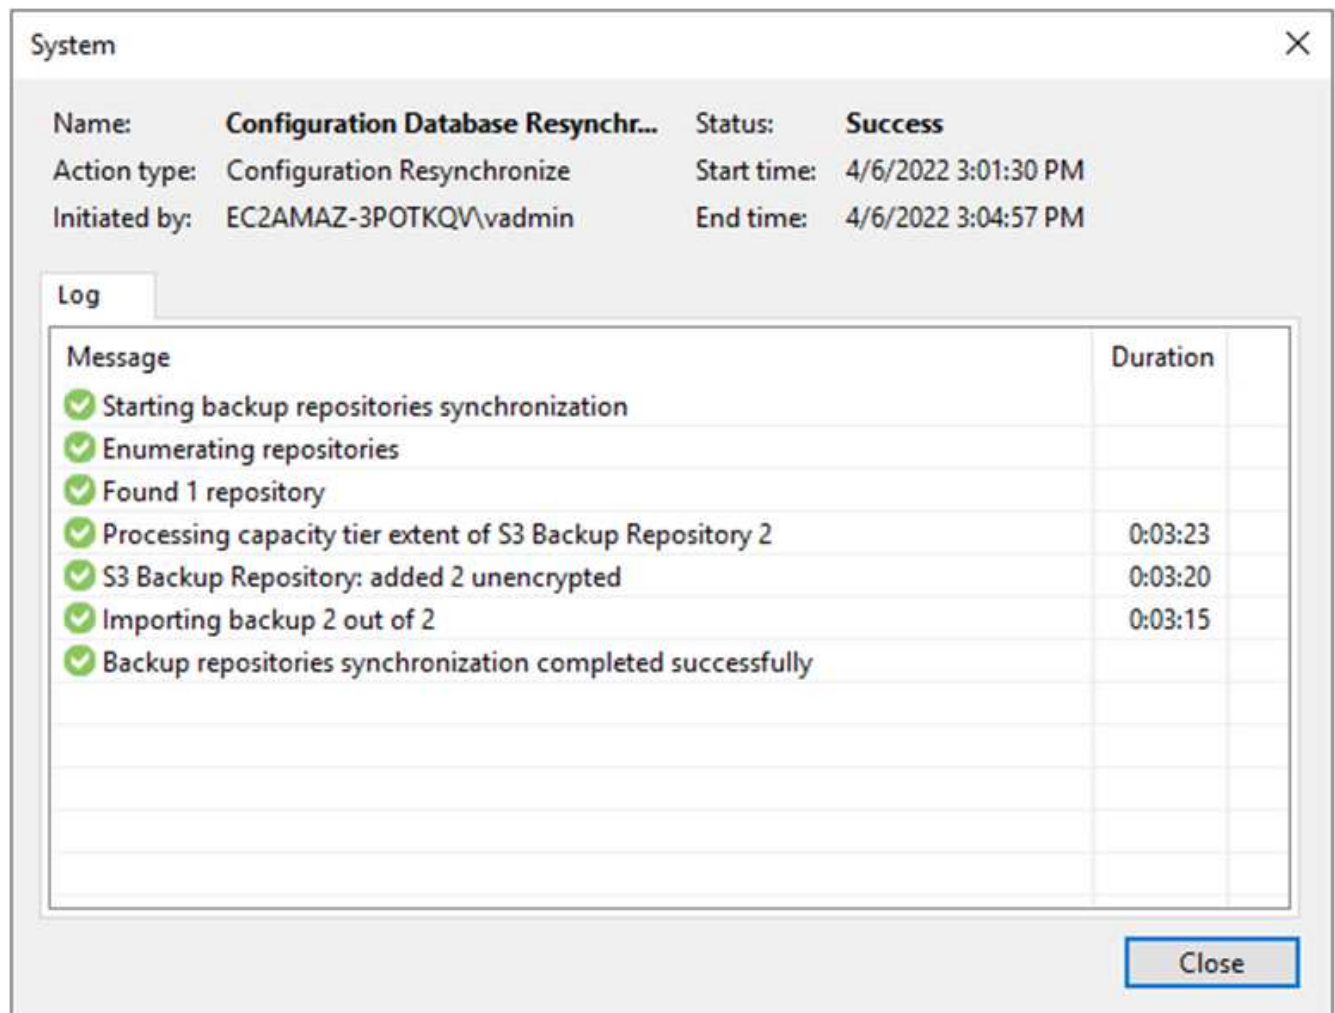 System
Name: Configuration Database Resynchr... Status: Success
Action type: Configuration Resynchronize Start time: 4/6/2022 3:01:30 PM
Initiated by: EC2AMAZ-3POTKQV\vadmin End time: 4/6/2022 3:04:57 PM
Log
Message Duration
Starting backup repositories synchronization
Enumerating repositories
Found 1 repository
Processing capacity tier extent of S3 Backup Repository 2 0:03:23
S3 Backup Repository: added 2 unencrypted 0:03:20
Importing backup 2 out of 2 0:03:15
Backup repositories synchronization completed successfully
Close